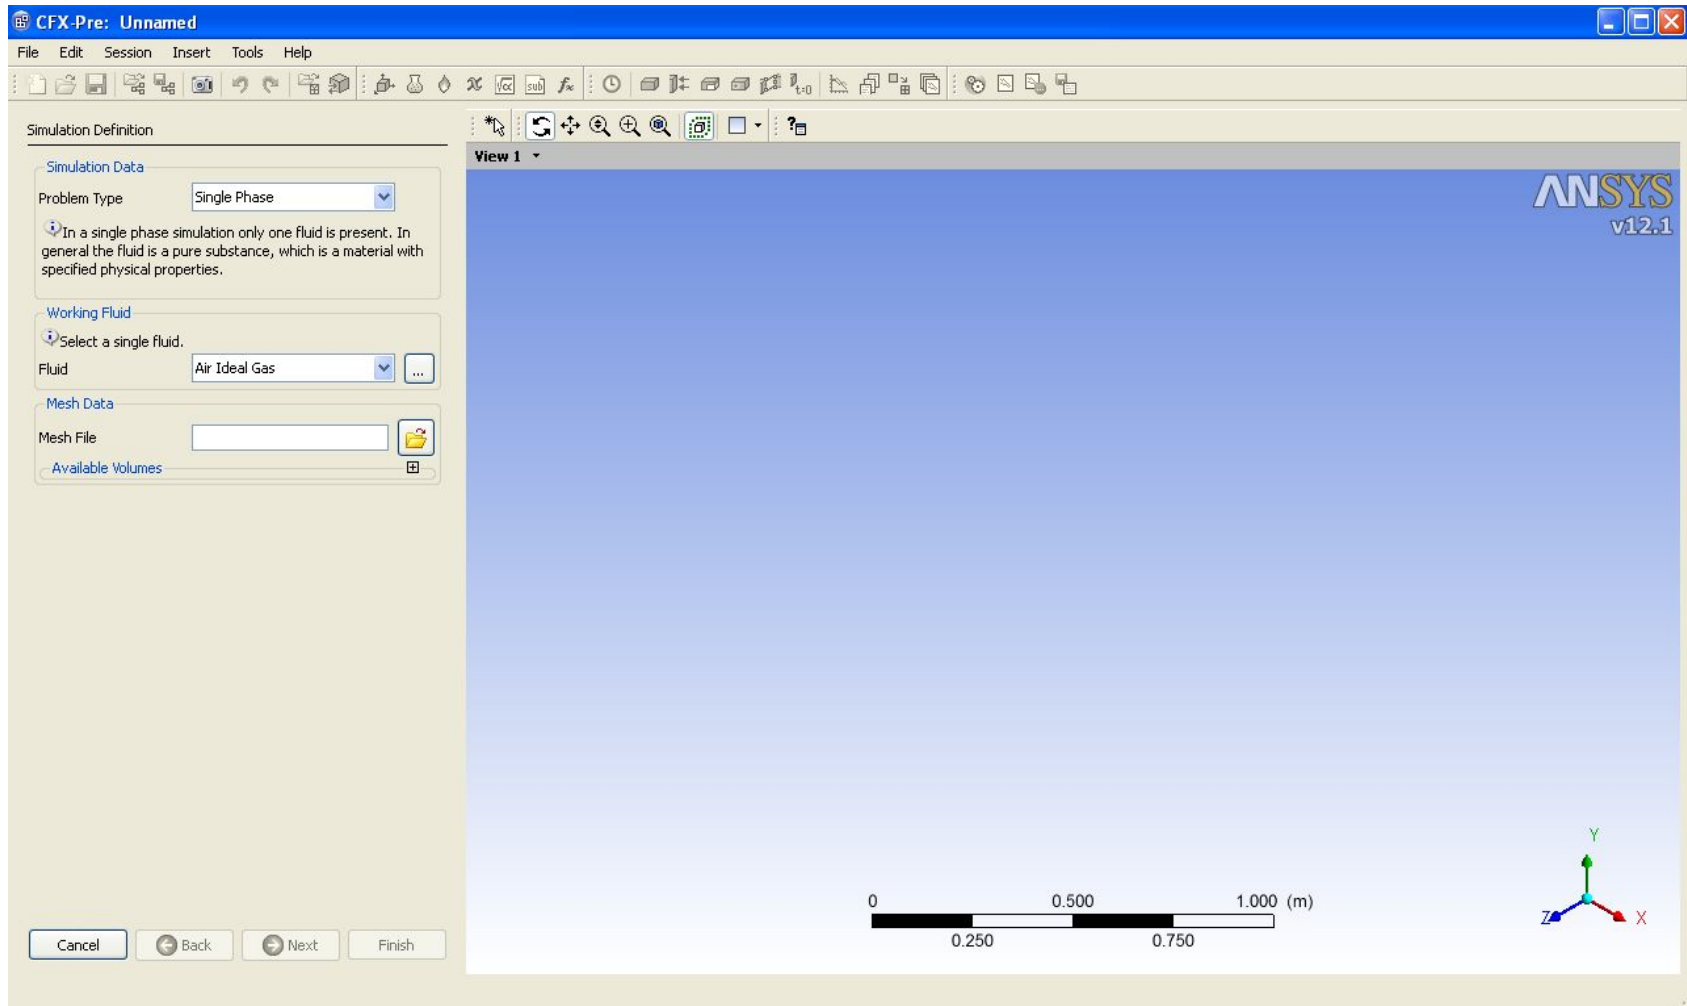 CFX-Pre: Unnamed
File Edit Session Insert Tools Help
√α sub fx t=0
Simulation Definition
Simulation Data
Problem Type Single Phase
In a single phase simulation only one fluid is present. In
general the fluid is a pure substance, which is a material with
specified physical properties.
Working Fluid
Select a single fluid.
Fluid Air Ideal Gas ...
Mesh Data
Mesh File
Available Volumes
Cancel Back Next Finish
View 1
ANSYS
v12.1
0 0.500 1.000 (m)
0.250 0.750
Y
Z X